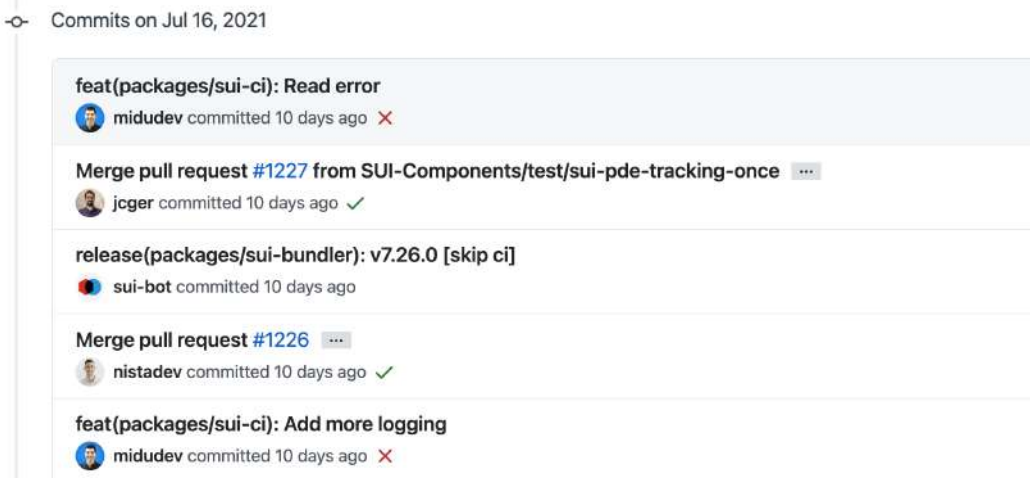 Commits on Jul 16, 2021
feat(packages/sui-ci): Read error
midudev committed 10 days ago
Merge pull request #1227 from SUI-Components/test/sui-pde-tracking-once ...
jcger committed 10 days ago
release(packages/sui-bundler): v7.26.0 [skip ci]
sui-bot committed 10 days ago
Merge pull request #1226 ...
nistadev committed 10 days ago
feat(packages/sui-ci): Add more logging
midudev committed 10 days ago